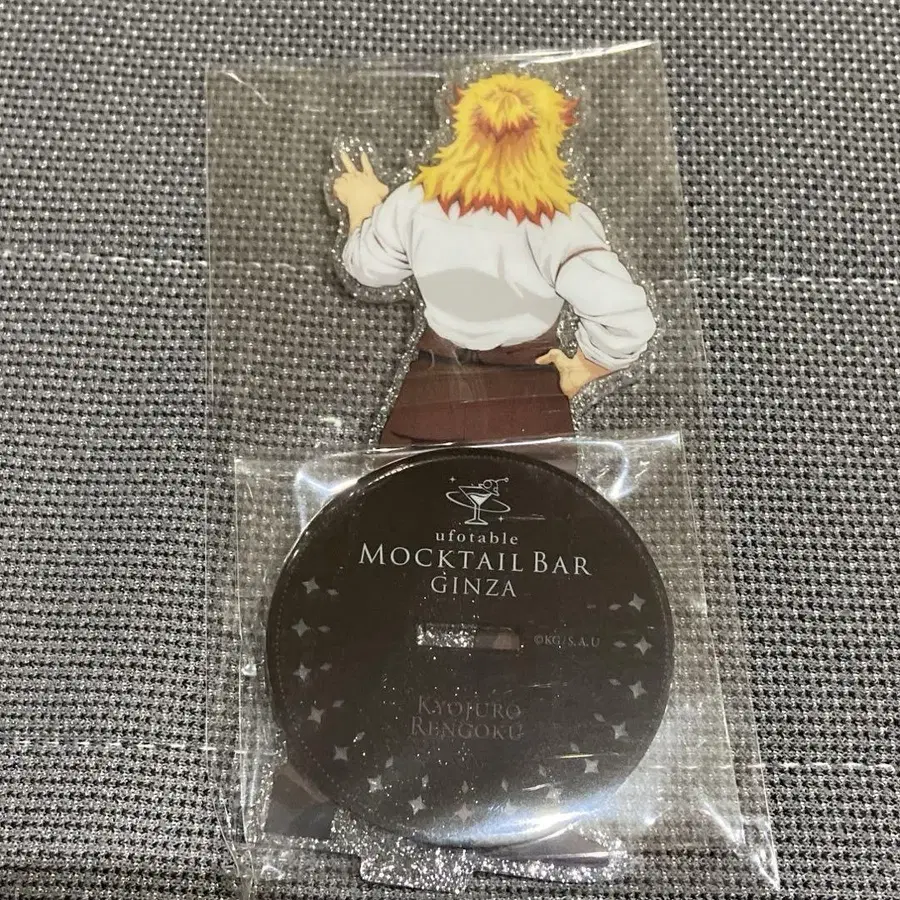 ufotable
MOCKTAIL BAR
GINZA
©KG/S,A,U
KYOJURO
RENGOKU